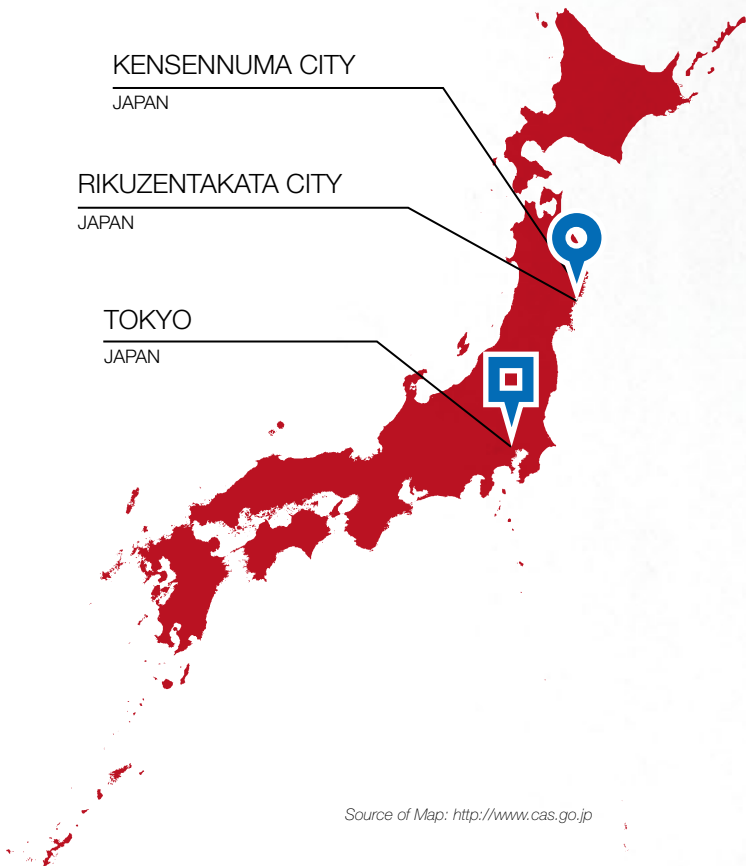 KENSENNUMA CITY
JAPAN
RIKUZENTAKATA CITY
JAPAN
TOKYO
JAPAN
Source of Map: http://www.cas.go.jp